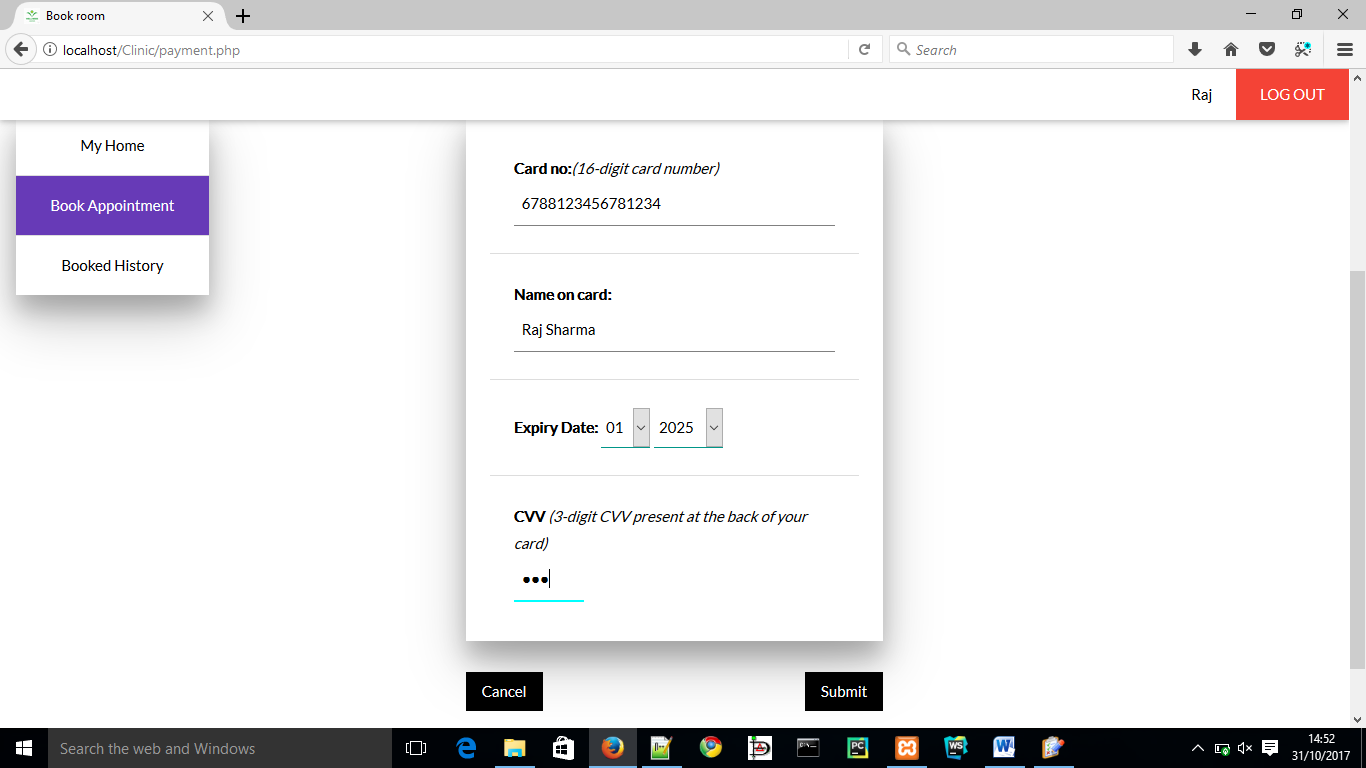 Book room
localhost/Clinic/payment.php
Search
Raj
LOG OUT
My Home
Book Appointment
Booked History
Card no:(16-digit card number)
6788123456781234
Name on card:
Raj Sharma
Expiry Date: 01 2025
CVV (3-digit CVV present at the back of your
card)
•••
Cancel
Submit
Search the web and Windows
14:52
31/10/2017